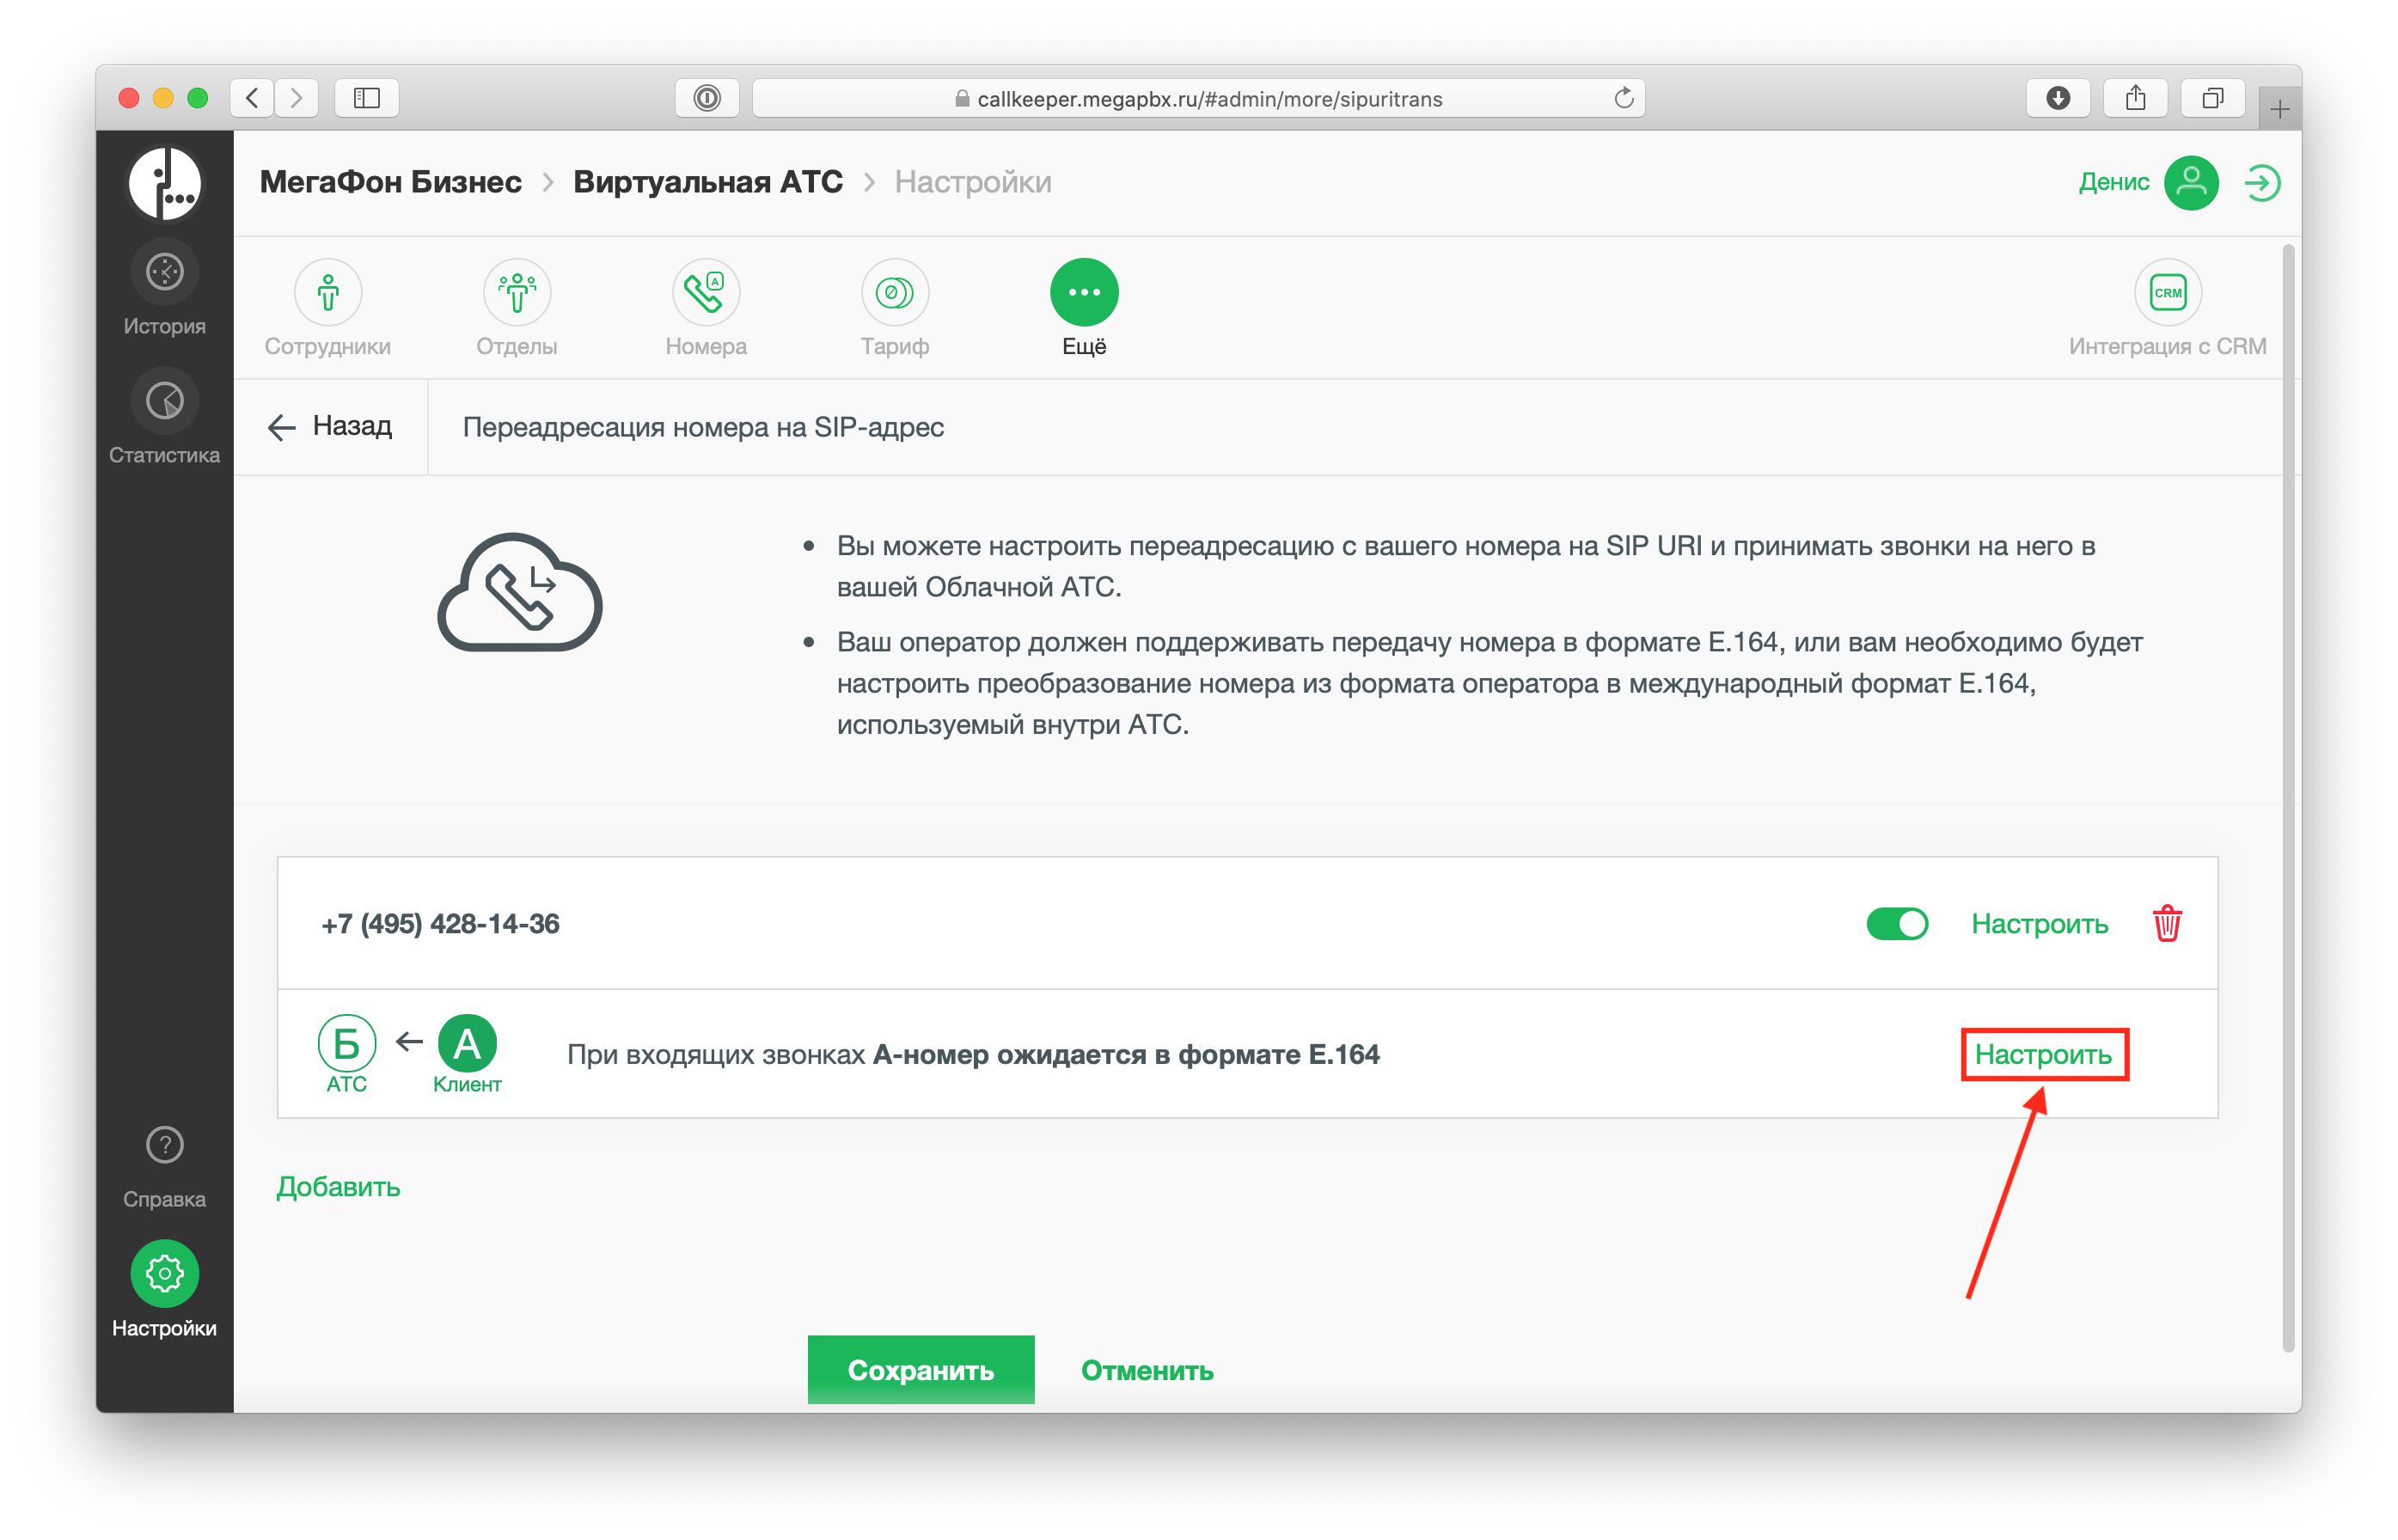 callkeeper.megapbx.ru/#admin/more/sipuritrans
МегаФон Бизнес > Виртуальная АТС > Настройки
Денис
История
Статистика
Справка
Настройки
Сотрудники
Отделы
A
Номера
Тариф
Ещё
CRM
Интеграция с CRM
Назад
Переадресация номера на SIP-адрес
• Вы можете настроить переадресацию с вашего номера на SIP URI и принимать звонки на него в
вашей Облачной АТС.
• Ваш оператор должен поддерживать передачу номера в формате E.164, или вам необходимо будет
настроить преобразование номера из формата оператора в международный формат E.164,
используемый внутри АТС.
+7 (495) 428-14-36
Настроить
Б ← А
АТС Клиент
При входящих звонках А-номер ожидается в формате E.164
Настроить
Добавить
Сохранить
Отменить